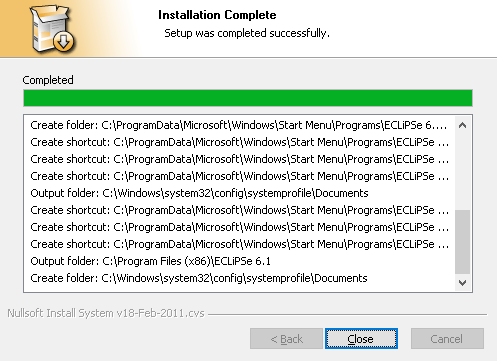 Installation Complete
Setup was completed successfully.
Completed
Create folder: C:\ProgramData\Microsoft\Windows\Start Menu\Programs\ECLiPSe 6....
Create shortcut: C:\ProgramData\Microsoft\Windows\Start Menu\Programs\ECLiPSe ...
Create shortcut: C:\ProgramData\Microsoft\Windows\Start Menu\Programs\ECLiPSe ...
Create shortcut: C:\ProgramData\Microsoft\Windows\Start Menu\Programs\ECLiPSe ...
Output folder: C:\Windows\system32\config\systemprofile\Documents
Create shortcut: C:\ProgramData\Microsoft\Windows\Start Menu\Programs\ECLiPSe ...
Create shortcut: C:\ProgramData\Microsoft\Windows\Start Menu\Programs\ECLiPSe ...
Create shortcut: C:\ProgramData\Microsoft\Windows\Start Menu\Programs\ECLiPSe ...
Output folder: C:\Program Files (x86)\ECLiPSe 6.1
Create folder: C:\Windows\system32\config\systemprofile\Documents
Nullsoft Install System v18-Feb-2011.cvs
< Back
Close
Cancel